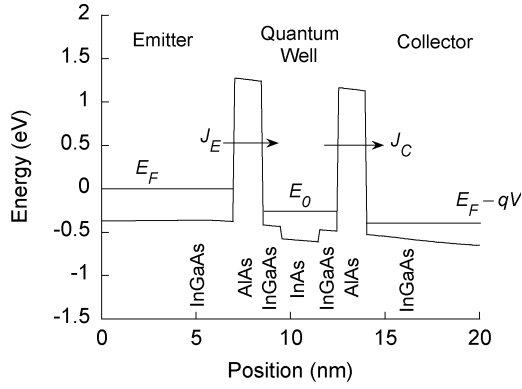 2
1.5
1
0.5
0
-0.5
-1
-1.5
Energy (eV)
Emitter
Quantum
Well
Collector
J_E
J_C
E_F
E_0
E_F – qV
InGaAs
AlAs
InGaAs
InAs
InGaAs
AlAs
InGaAs
0 5 10 15 20
Position (nm)